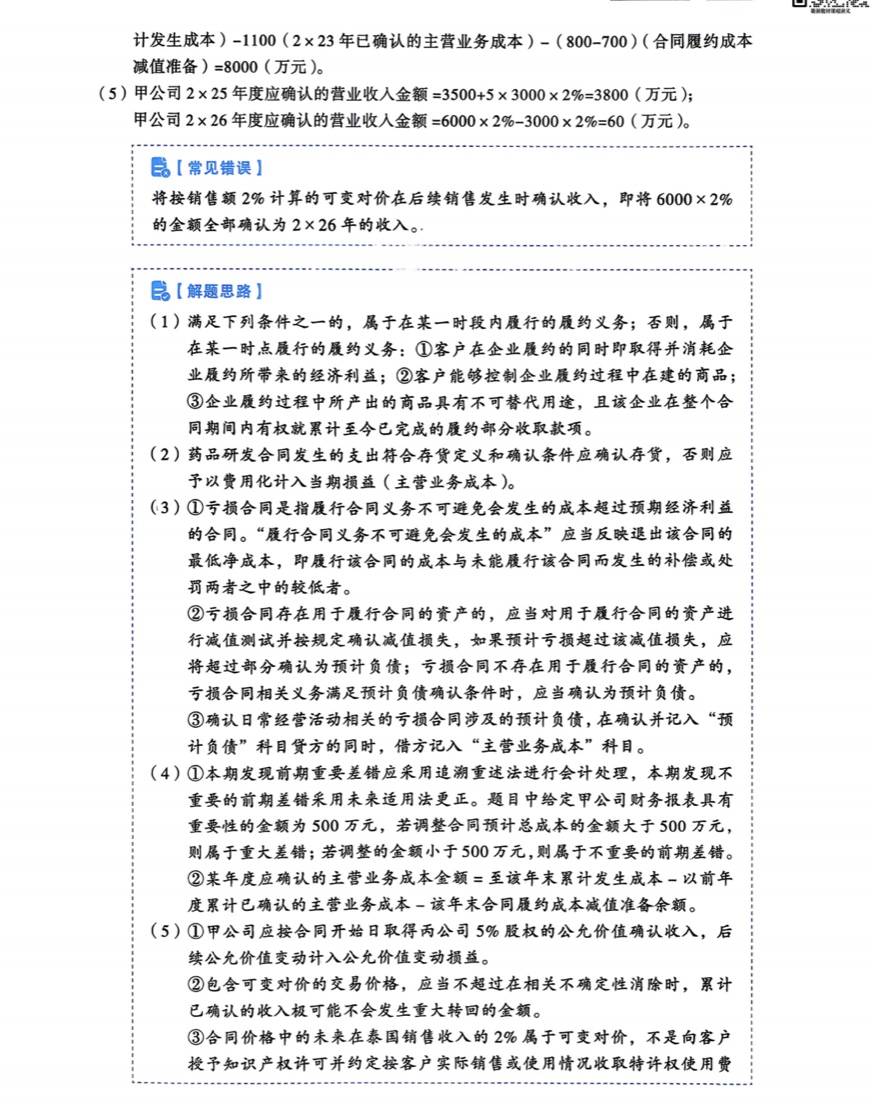 计发生成本）-1100（2×23年已确认的主营业务成本）-（800-700）（合同履约成本
减值准备）=8000（万元）。
（5）甲公司2×25年度应确认的营业收入金额=3500+5×3000×2%=3800（万元）；
甲公司2×26年度应确认的营业收入金额=6000×2%-3000×2%=60（万元）。
【常见错误】
将按销售额2%计算的可变对价在后续销售发生时确认收入，即将6000×2%
的金额全部确认为2×26年的收入。
【解题思路】
（1）满足下列条件之一的，属于在某一时段内履行的履约义务；否则，属于
在某一时点履行的履约义务：①客户在企业履约的同时即取得并消耗企
业履约所带来的经济利益；②客户能够控制企业履约过程中在建的商品；
③企业履约过程中所产出的商品具有不可替代用途，且该企业在整个合
同期间内有权就累计至今已完成的履约部分收取款项。
（2）药品研发合同发生的支出符合存货定义和确认条件应确认存货，否则应
予以费用化计入当期损益（主营业务成本）。
（3）①亏损合同是指履行合同义务不可避免会发生的成本超过预期经济利益
的合同。“履行合同义务不可避免会发生的成本”应当反映退出该合同的
最低净成本，即履行该合同的成本与未能履行该合同而发生的补偿或处
罚两者之中的较低者。
②亏损合同存在用于履行合同的资产的，应当对用于履行合同的资产进
行减值测试并按规定确认减值损失，如果预计亏损超过该减值损失，应
将超过部分确认为预计负债；亏损合同不存在用于履行合同的资产的，
亏损合同相关义务满足预计负债确认条件时，应当确认为预计负债。
③确认日常经营活动相关的亏损合同涉及的预计负债，在确认并记入“预
计负债”科目贷方的同时，借方记入“主营业务成本”科目。
（4）①本期发现前期重要差错应采用追溯重述法进行会计处理，本期发现不
重要的前期差错采用未来适用法更正。题目中给定甲公司财务报表具有
重要性的金额为500万元，若调整合同预计总成本的金额大于500万元，
则属于重大差错；若调整的金额小于500万元，则属于不重要的前期差错。
②某年度应确认的主营业务成本金额=至该年末累计发生成本-以前年
度累计已确认的主营业务成本-该年末合同履约成本减值准备余额。
（5）①甲公司应按合同开始日取得丙公司5%股权的公允价值确认收入，后
续公允价值变动计入公允价值变动损益。
②包含可变对价的交易价格，应当不超过在相关不确定性消除时，累计
已确认的收入极可能不会发生重大转回的金额。
③合同价格中的未来在泰国销售收入的2%属于可变对价，不是向客户
授予知识产权许可并约定按客户实际销售或使用情况收取特许权使用费